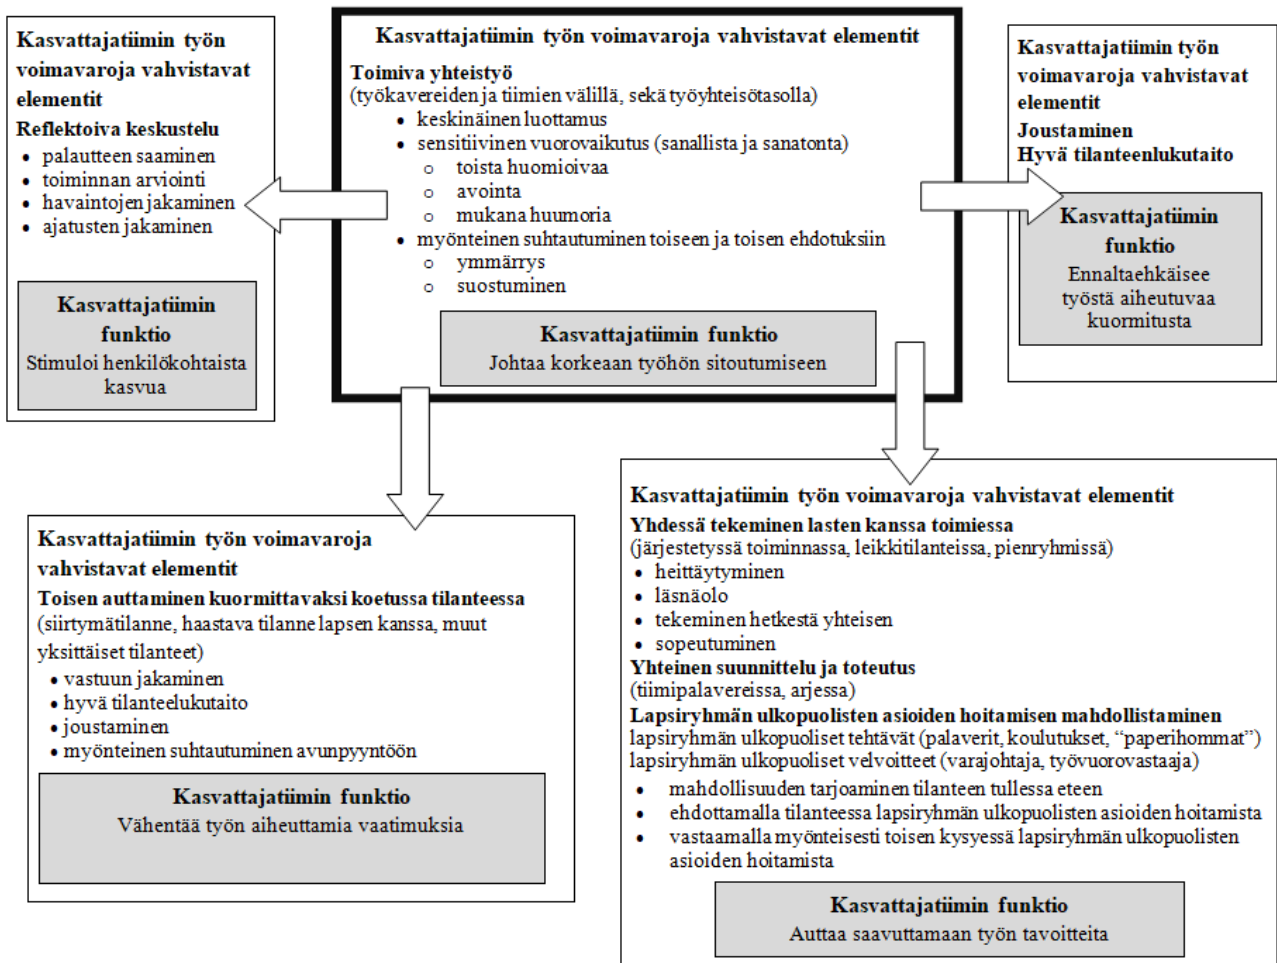 Kasvattajatiimin työn
voimavaroja vahvistavat
elementit
Reflektoiva keskustelu
• palautteen saaminen
• toiminnan arviointi
• havaintojen jakaminen
• ajatusten jakaminen
Kasvattajatiimin
funktio
Stimuloi henkilökohtaista
kasvua
Kasvattajatiimin työn voimavaroja vahvistavat elementit
Toimiva yhteistyö
(työkavereiden ja tiimien välillä, sekä työyhteisötasolla)
• keskinäinen luottamus
• sensitiivinen vuorovaikutus (sanallista ja sanatonta)
o toista huomioivaa
o avointa
o mukana huumoria
• myönteinen suhtautuminen toiseen ja toisen ehdotuksiin
o ymmärrys
o suostuminen
Kasvattajatiimin funktio
Johtaa korkeaan työhön sitoutumiseen
Kasvattajatiimin työn
voimavaroja vahvistavat
elementit
Joustaminen
Hyvä tilanteenlukutaito
Kasvattajatiimin
funktio
Ennaltaehkäisee
työstä aiheutuvaa
kuormitusta
Kasvattajatiimin työn voimavaroja
vahvistavat elementit
Toisen auttaminen kuormittavaksi koetussa tilanteessa
(siirtymätilanne, haastava tilanne lapsen kanssa, muut
yksittäiset tilanteet)
• vastuun jakaminen
• hyvä tilanteelukutaito
• joustaminen
• myönteinen suhtautuminen avunpyyntöön
Kasvattajatiimin funktio
Vähentää työn aiheuttamia vaatimuksia
Kasvattajatiimin työn voimavaroja vahvistavat elementit
Yhdessä tekeminen lasten kanssa toimiessa
(järjestetyssä toiminnassa, leikkitilanteissa, pienryhmissä)
• heittäytyminen
• läsnäolo
• tekeminen hetkestä yhteisen
• sopeutuminen
Yhteinen suunnittelu ja toteutus
(tiimipalavereissa, arjessa)
Lapsiryhmän ulkopuolisten asioiden hoitamisen mahdollistaminen
lapsiryhmän ulkopuoliset tehtävät (palaverit, koulutukset, “paperihommat”)
lapsiryhmän ulkopuoliset velvoitteet (varajohtaja, työvuorovastaaja)
• mahdollisuuden tarjoaminen tilanteen tullessa eteen
• ehdottamalla tilanteessa lapsiryhmän ulkopuolisten asioiden hoitamista
• vastaamalla myönteisesti toisen kysyessä lapsiryhmän ulkopuolisten
asioiden hoitamista
Kasvattajatiimin funktio
Auttaa saavuttamaan työn tavoitteita